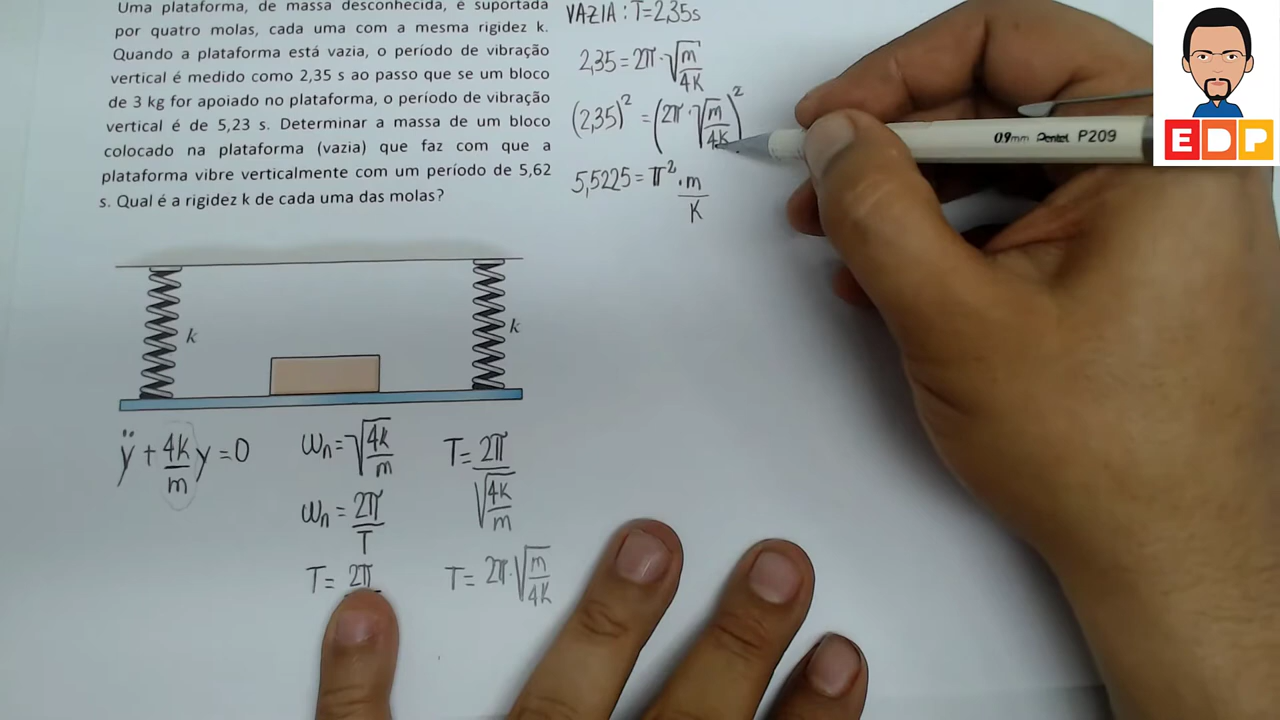 Uma plataforma, de massa desconhecida, é suportada
por quatro molas, cada uma com a mesma rigidez k.
Quando a plataforma está vazia, o período de vibração
vertical é medido como 2,35 s ao passo que se um bloco
de 3 kg for apoiado no plataforma, o período de vibração
vertical é de 5,23 s. Determinar a massa de um bloco
colocado na plataforma (vazia) que faz com que a
plataforma vibre verticalmente com um período de 5,62
s. Qual é a rigidez k de cada uma das molas?
k
k
ÿ + 4k/m y = 0
ωn = √(4k/m)
ωn = 2π/T
T = 2π
T = 2π/√(4k/m)
T = 2π·√(m/4k)
VAZIA : T=2,35s
2,35 = 2π·√(m/4k)
(2,35)² = (2π·√(m/4k))²
5,5225 = π²·m/k
0.9mm Pentel P209
EDP